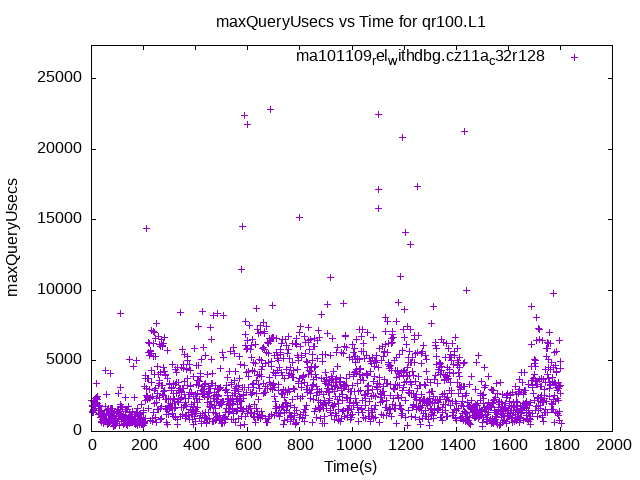 maxQueryUsecs vs Time for qr100.L1
ma101109relwithdbg.cz11ac32r128
25000
20000
15000
10000
5000
0
maxQueryUsecs
0 200 400 600 800 1000 1200 1400 1600 1800 2000
Time(s)